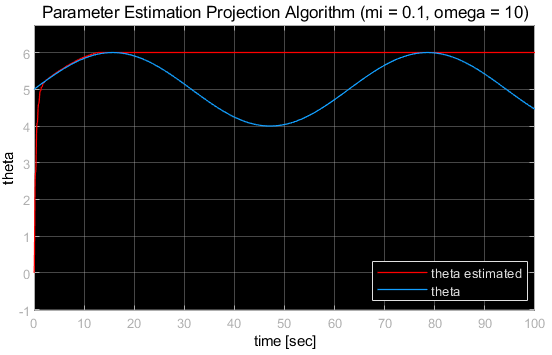 Parameter Estimation Projection Algorithm (mi = 0.1, omega = 10)
6
5
4
3
2
1
0
-1
theta
theta estimated
theta
0 10 20 30 40 50 60 70 80 90 100
time [sec]